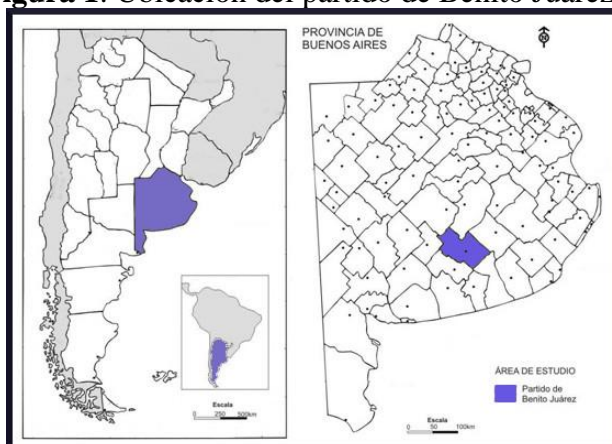 gura 1. Ubicación del partido de Benito Juárez
Escala
0 250 500km
PROVINCIA DE
BUENOS AIRES
N
ÁREA DE ESTUDIO
Partido de
Benito Juárez
Escala
0 50 100km